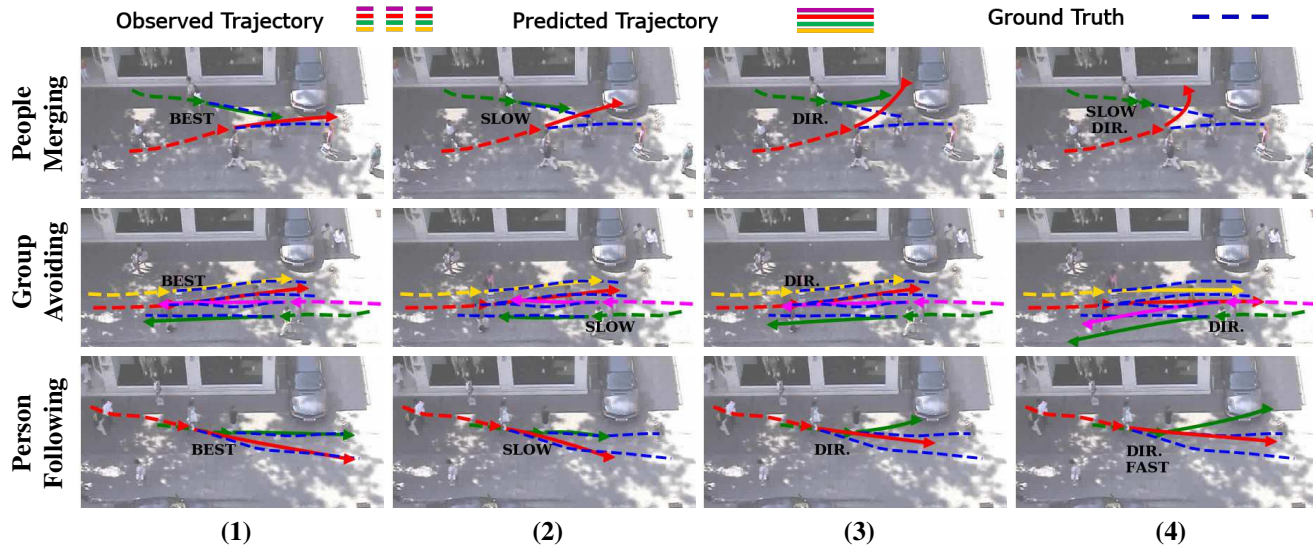 Observed Trajectory
Predicted Trajectory
Ground Truth
People
Merging
BEST
SLOW
DIR.
SLOW
DIR.
Group
Avoiding
BEST
SLOW
DIR.
DIR.
Person
Following
BEST
SLOW
DIR.
DIR.
FAST
(1)
(2)
(3)
(4)